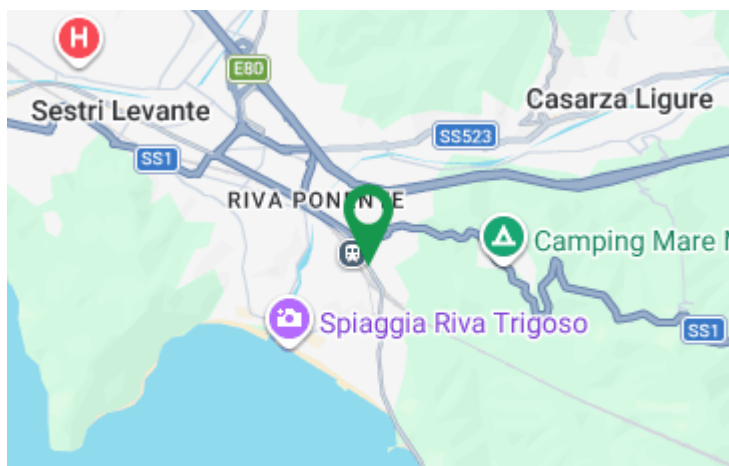 H
E80
Sestri Levante
Casarza Ligure
SS523
SS1
RIVA PONENTE
Camping Mare M
Spiaggia Riva Trigoso
SS1